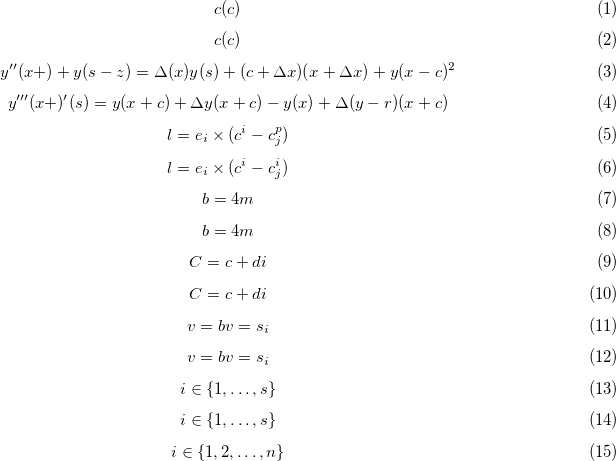 c(c) (1)
c(c) (2)
y''(x+) + y(s − z) = Δ(x)y(s) + (c + Δx)(x + Δx) + y(x − c)^2 (3)
y'''(x+)'(s) = y(x + c) + Δy(x + c) − y(x) + Δ(y − r)(x + c) (4)
l = e_i × (c^i − c_j^p) (5)
l = e_i × (c^i − c_j^i) (6)
b = 4m (7)
b = 4m (8)
C = c + di (9)
C = c + di (10)
v = bv = s_i (11)
v = bv = s_i (12)
i ∈ {1, . . . , s} (13)
i ∈ {1, . . . , s} (14)
i ∈ {1, 2, . . . , n} (15)